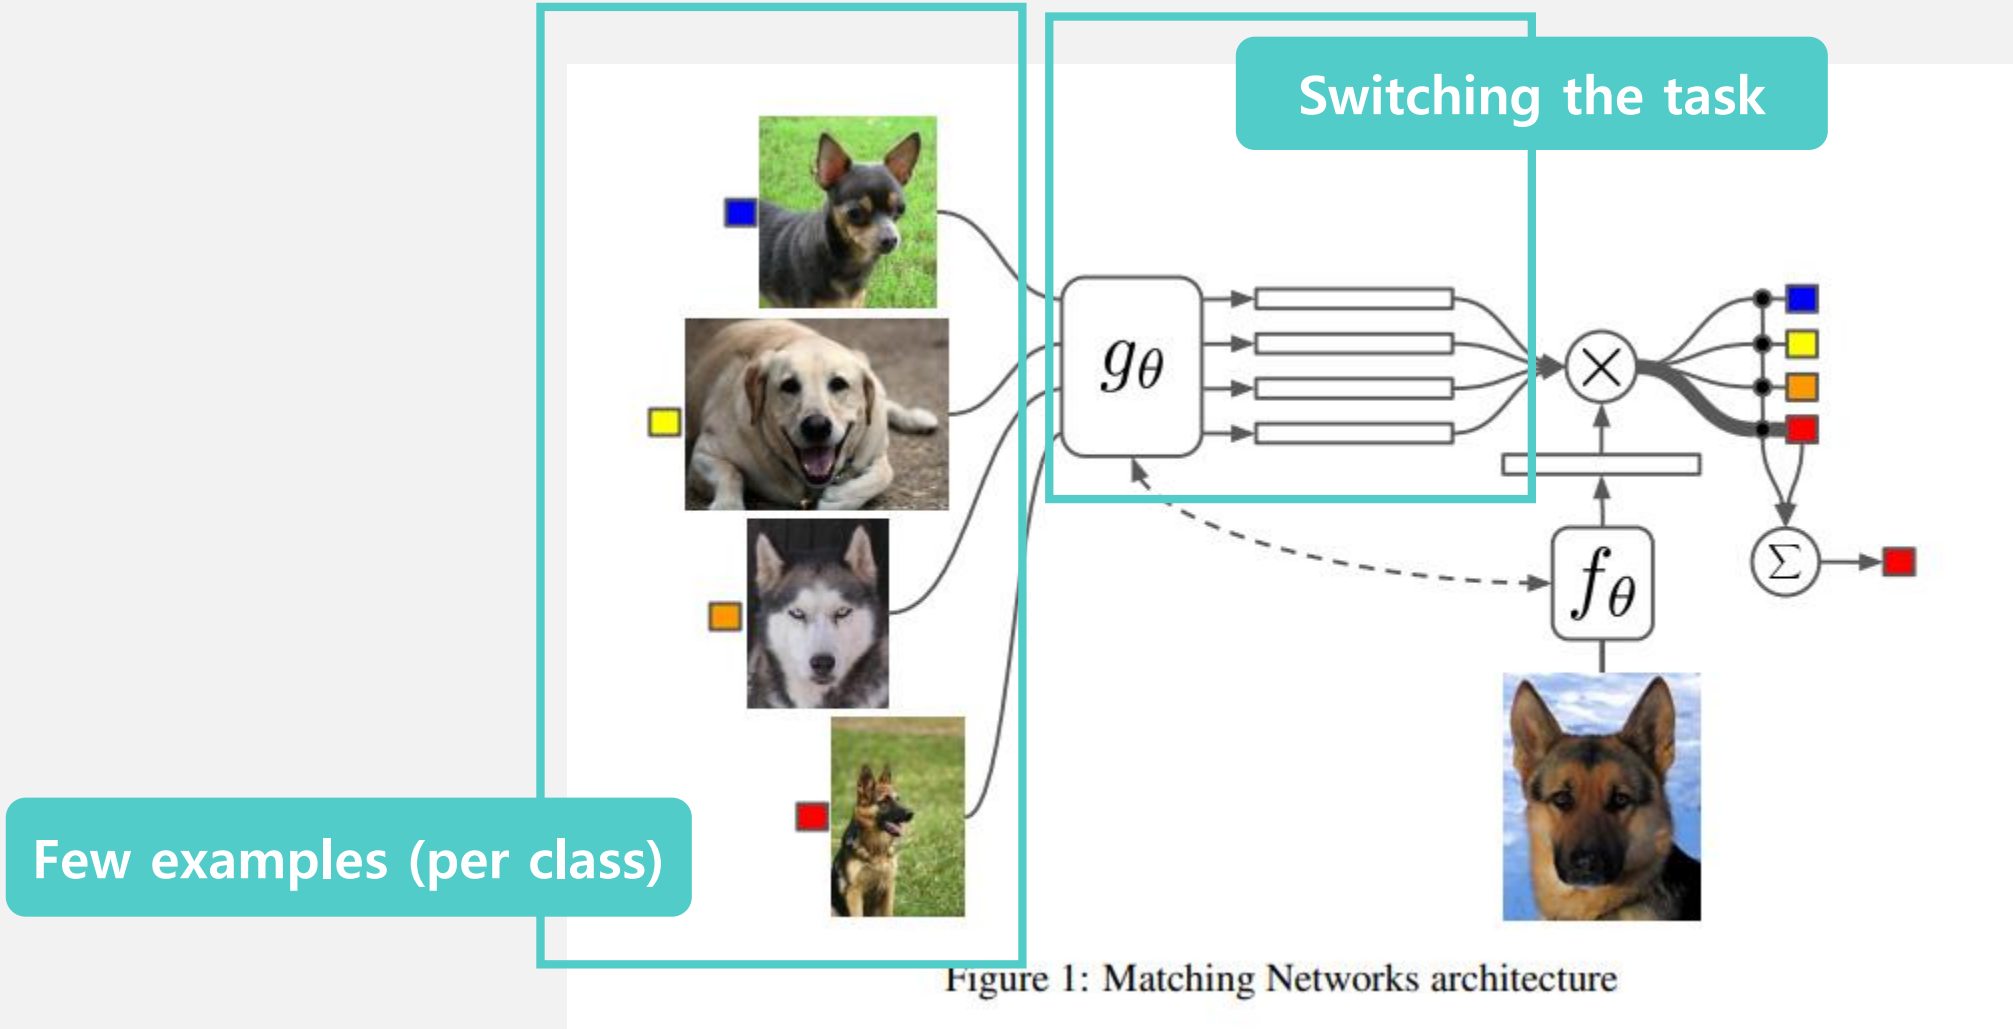 Switching the task
gθ
fθ
Σ
Few examples (per class)
Figure 1: Matching Networks architecture